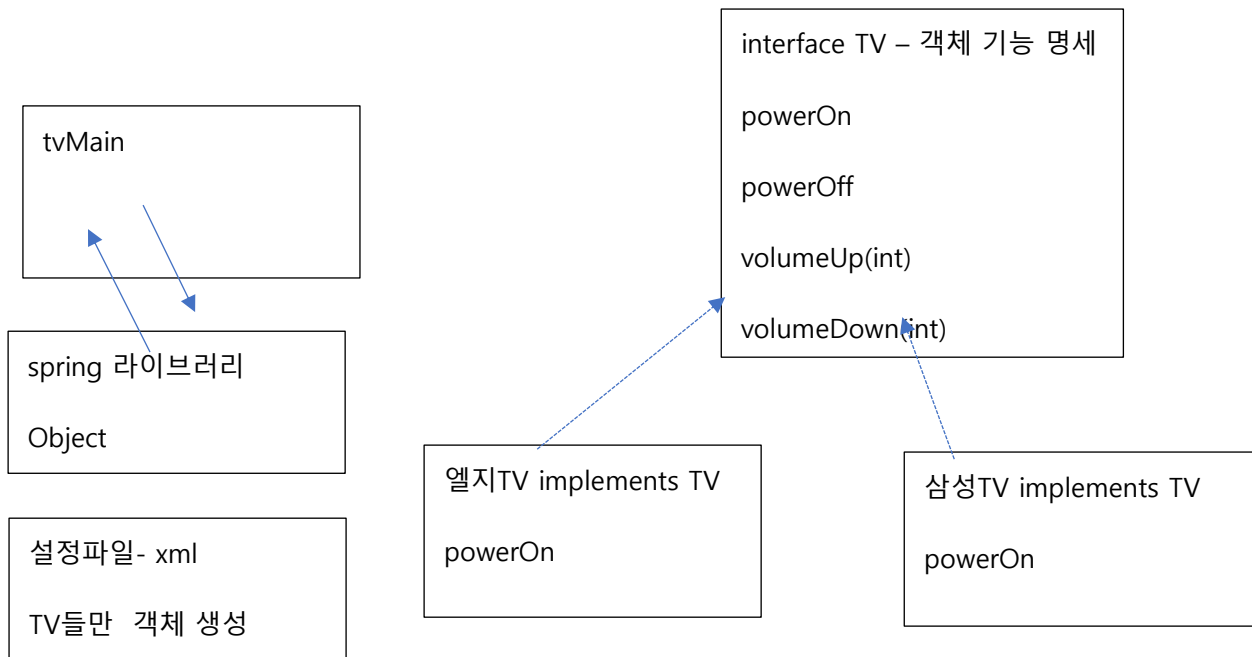 tvMain
spring 라이브러리
Object
설정파일- xml
TV들만 객체 생성
interface TV – 객체 기능 명세
powerOn
powerOff
volumeUp(int)
volumeDown(int)
엘지TV implements TV
powerOn
삼성TV implements TV
powerOn